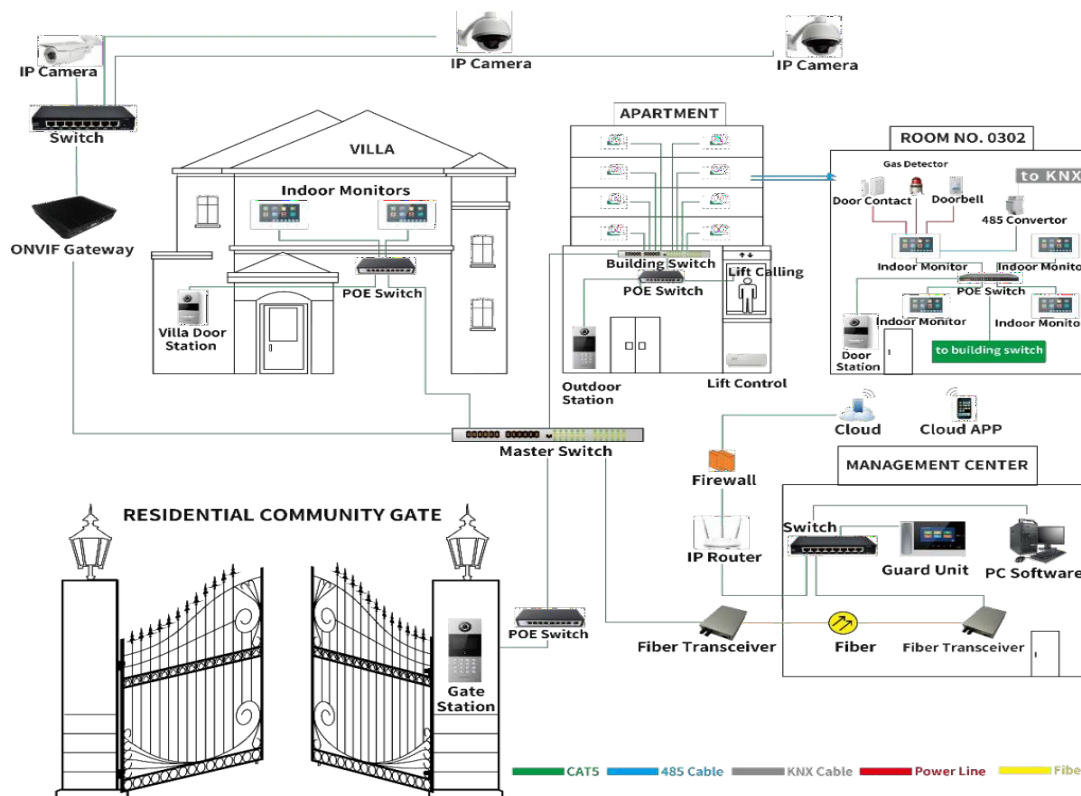 IP Camera
IP Camera
IP Camera
Switch
ONVIF Gateway
VILLA
Indoor Monitors
POE Switch
Villa Door
Station
APARTMENT
Building Switch
POE Switch
Lift Calling
Outdoor
Station
Lift Control
ROOM NO. 0302
Gas Detector
to KNX
Door Contact
Doorbell
485 Convertor
Indoor Monitor
Indoor Monito
POE Switch
Indoor Monitor
Indoor Monito
Door
Station
to building switch
Master Switch
Cloud
Cloud APP
Firewall
IP Router
MANAGEMENT CENTER
Switch
Guard Unit
PC Software
RESIDENTIAL COMMUNITY GATE
POE Switch
Gate
Station
Fiber Transceiver
Fiber
Fiber Transceiver
CAT5
485 Cable
KNX Cable
Power Line
Fibe